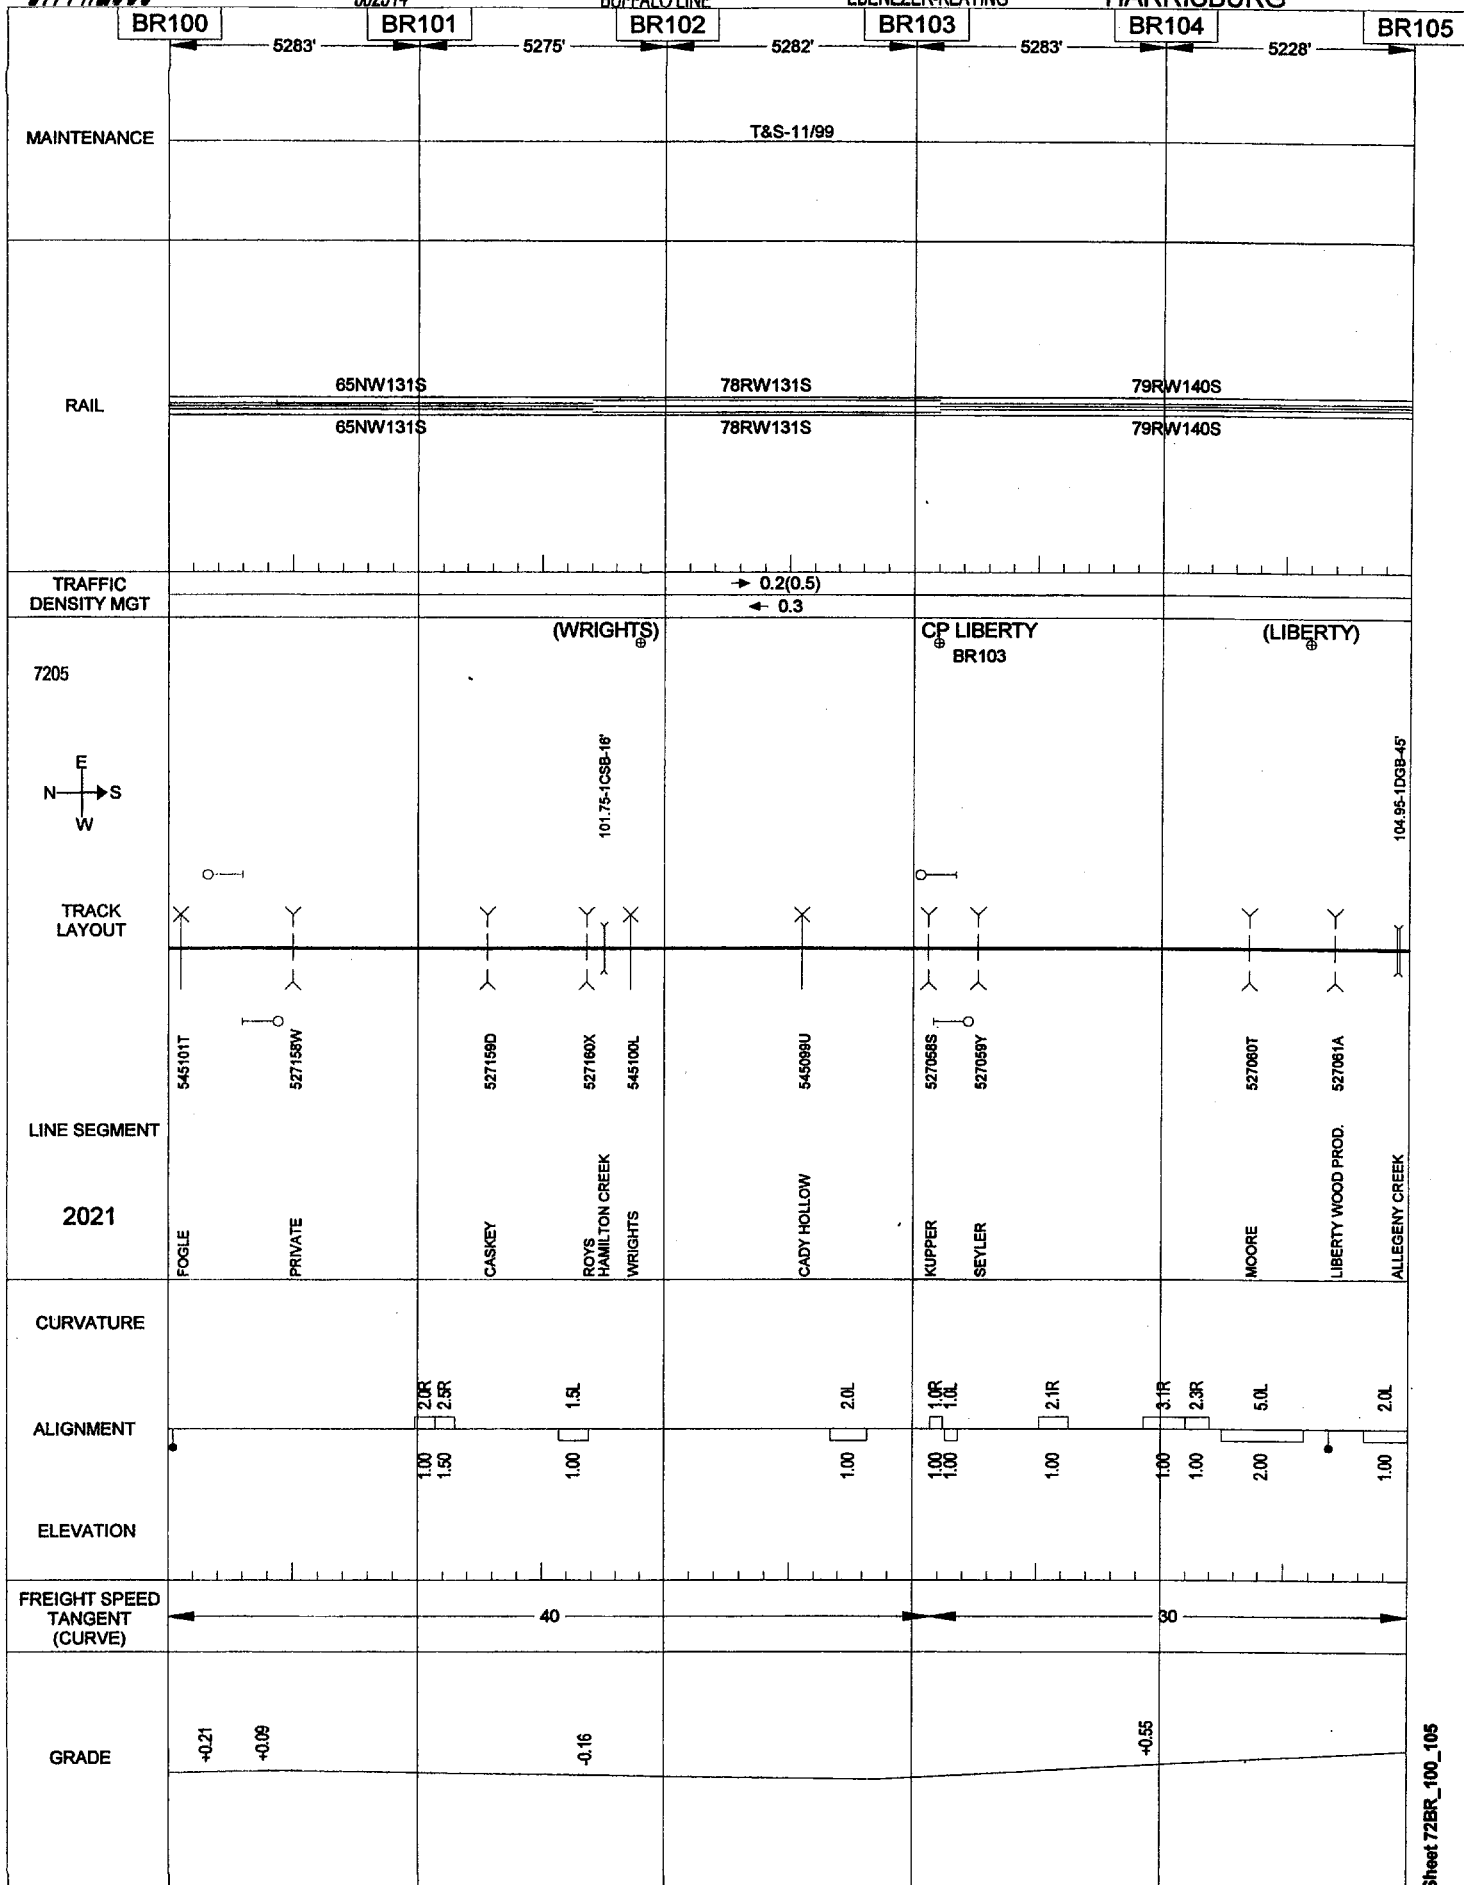 BUFFALO LINE
EBENEZER-KEATING
HARRISBURG
BR100
BR101
BR102
BR103
BR104
BR105
5283'
5275'
5282'
5283'
5228'
MAINTENANCE
T&S-11/99
RAIL
65NW131S
78RW131S
79RW140S
65NW131S
78RW131S
79RW140S
TRAFFIC
DENSITY MGT
→ 0.2(0.5)
← 0.3
(WRIGHTS)
CP LIBERTY
BR103
(LIBERTY)
7205
E
N
S
W
101.75-1CSB-16'
104.95-1DGB-45'
TRACK
LAYOUT
545101T
527158W
527159D
527160X
545100L
545099U
527058S
527059Y
527060T
527061A
LINE SEGMENT
2021
FOGLE
PRIVATE
CASKEY
ROYS
HAMILTON CREEK
WRIGHTS
CADY HOLLOW
KUPPER
SEYLER
MOORE
LIBERTY WOOD PROD.
ALLEGENY CREEK
CURVATURE
2.0R
2.5R
1.5L
2.0L
1.0R
1.0L
2.1R
3.1R
2.3R
5.0L
2.0L
ALIGNMENT
1.00
1.50
1.00
1.00
1.00
1.00
1.00
1.00
1.00
2.00
1.00
ELEVATION
FREIGHT SPEED
TANGENT
(CURVE)
40
30
GRADE
+0.21
+0.09
-0.16
+0.55
Sheet 72BR_100_105